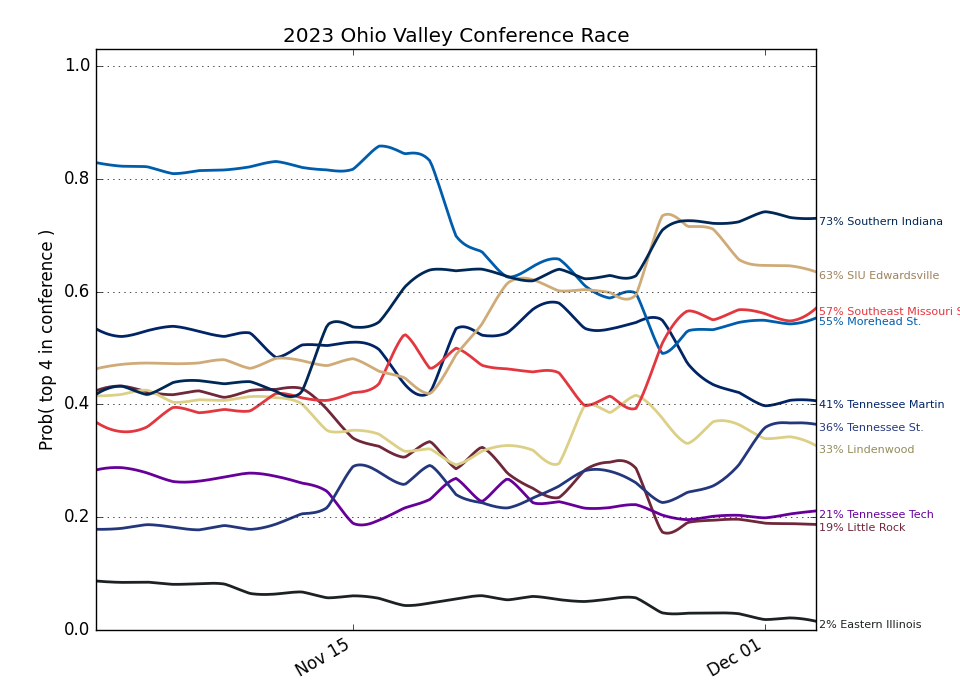 2023 Ohio Valley Conference Race
Prob( top 4 in conference )
1.0
0.8
0.6
0.4
0.2
0.0
Nov 15
Dec 01
73% Southern Indiana
63% SIU Edwardsville
57% Southeast Missouri S
55% Morehead St.
41% Tennessee Martin
36% Tennessee St.
33% Lindenwood
21% Tennessee Tech
19% Little Rock
2% Eastern Illinois